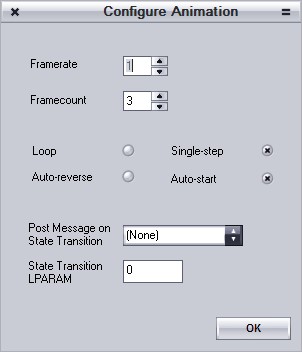 Configure Animation
Framerate 1
Framecount 3
Loop Single-step
Auto-reverse Auto-start
Post Message on
State Transition (None)
State Transition 0
LPARAM
OK